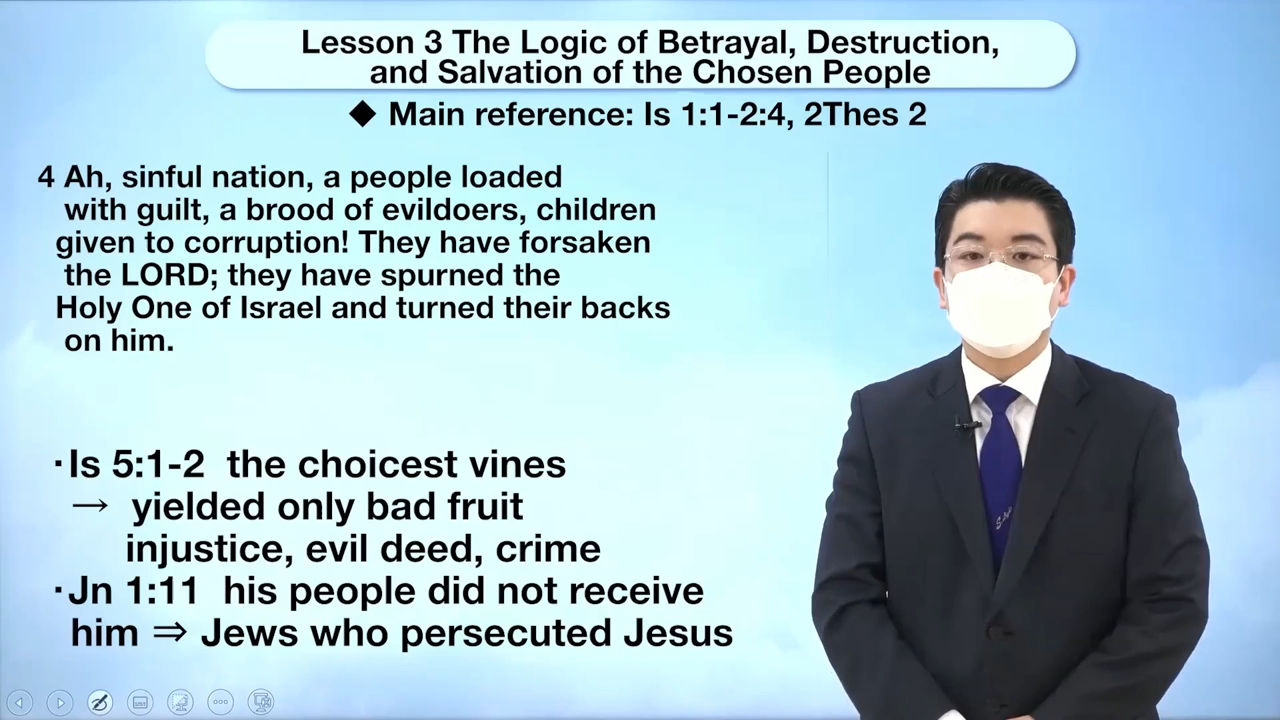 Lesson 3 The Logic of Betrayal, Destruction,
and Salvation of the Chosen People
◆ Main reference: Is 1:1-2:4, 2Thes 2
4 Ah, sinful nation, a people loaded
with guilt, a brood of evildoers, children
given to corruption! They have forsaken
the LORD; they have spurned the
Holy One of Israel and turned their backs
on him.
·Is 5:1-2 the choicest vines
→ yielded only bad fruit
injustice, evil deed, crime
·Jn 1:11 his people did not receive
him ⇒ Jews who persecuted Jesus